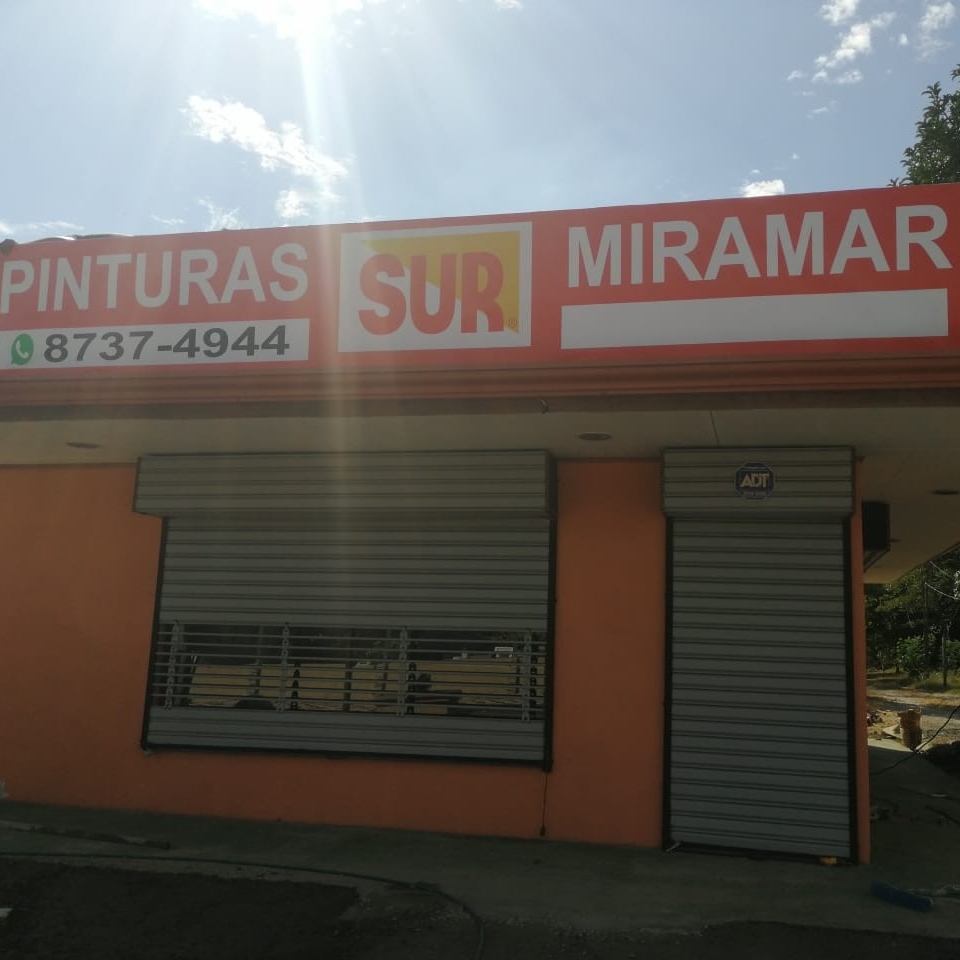 PINTURAS
8737-4944
SUR
®
MIRAMAR
ADT